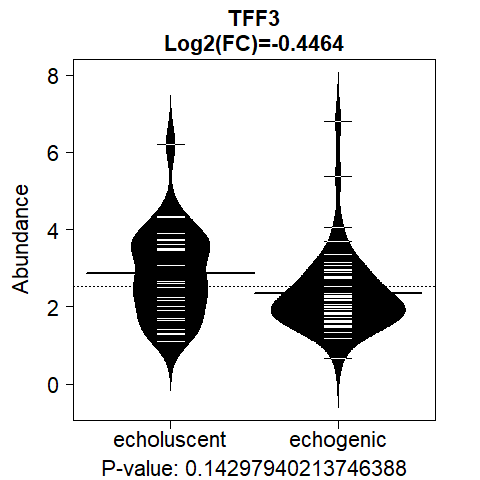 TFF3
Log2(FC)=-0.4464
Abundance
8
6
4
2
0
echoluscent echogenic
P-value: 0.14297940213746388